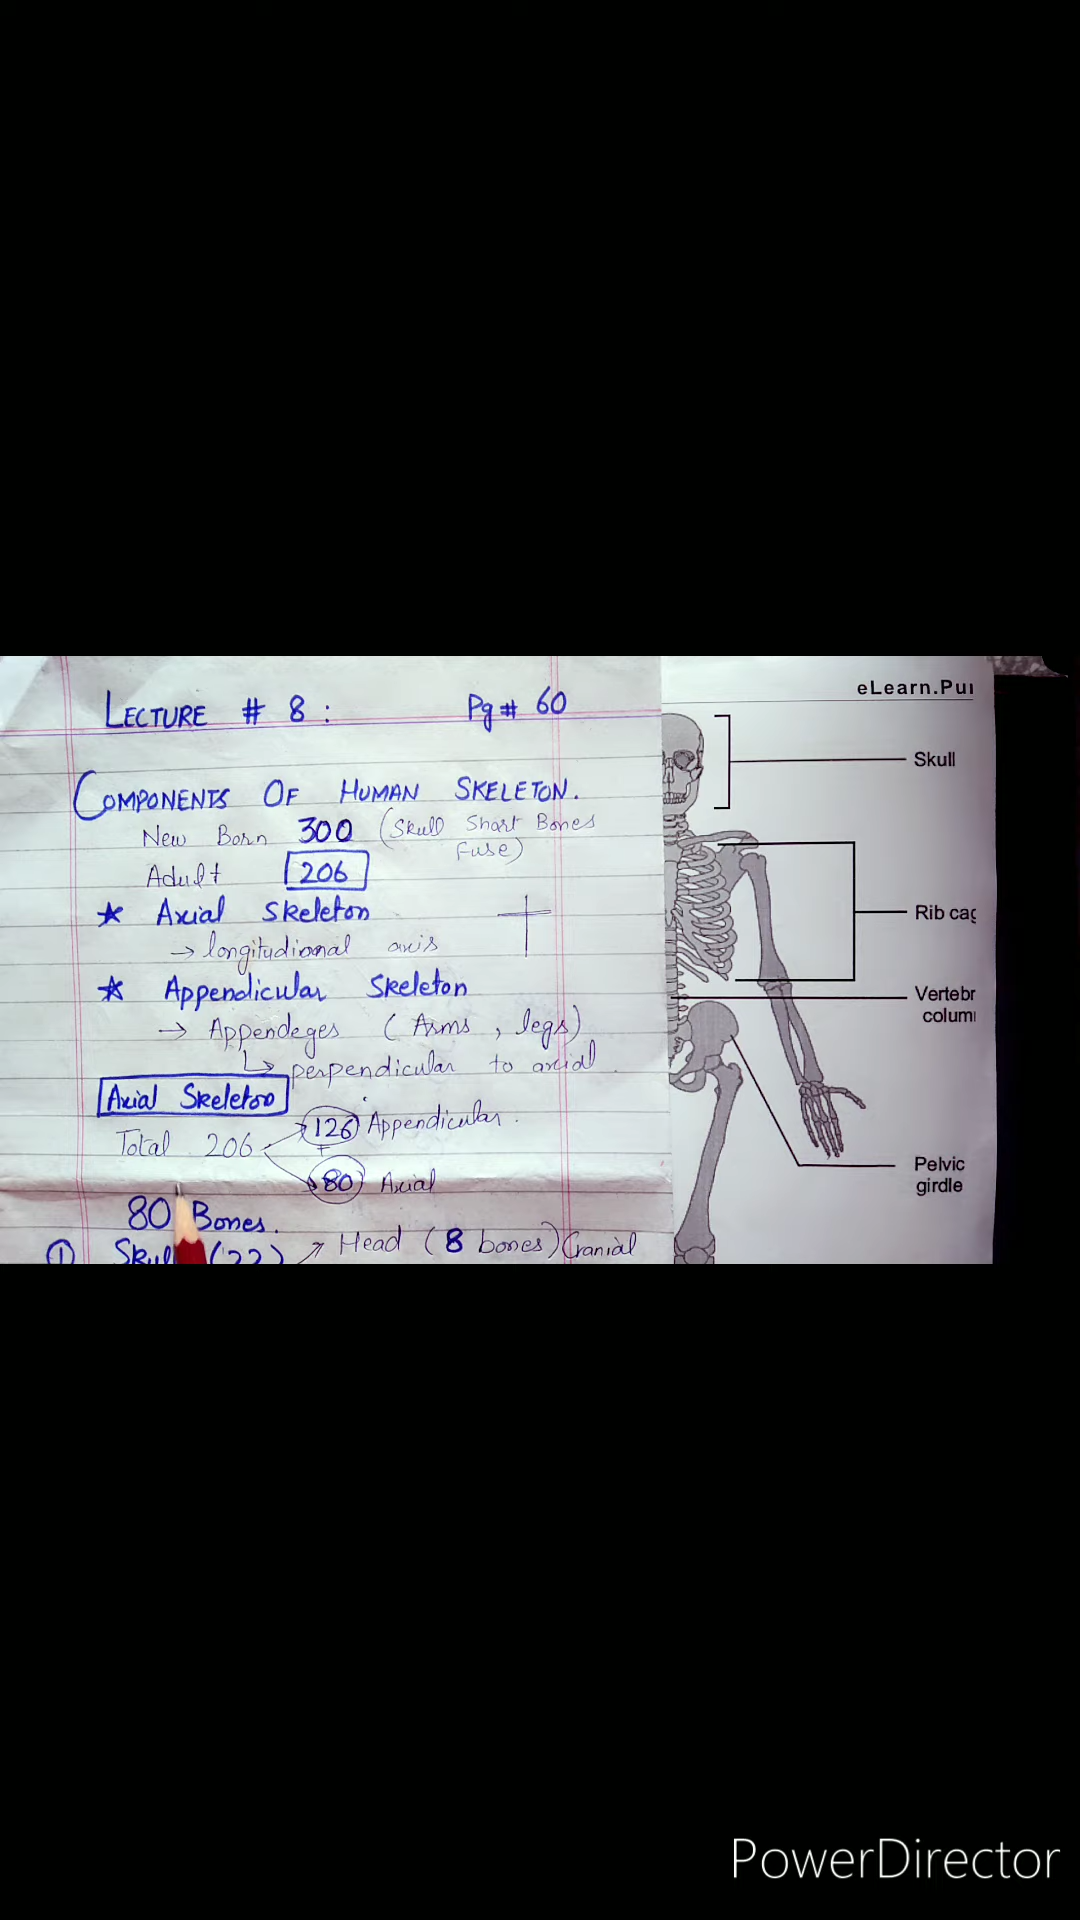 LECTURE # 8 : Pg# 60
COMPONENTS OF HUMAN SKELETON.
New Born 300 (Skull Short Bones
Fuse)
Adult 206
★ Axial Skeleton
→ longitudional axis
★ Appendicular Skeleton
→ Appendeges (Arms, legs)
↳ perpendicular to axial.
Axial Skeleton
Total 206 → 126 Appendicular.
+
80 Axial
80 Bones.
① Skull (22) ↗ Head (8 bones) Cranial
eLearn.Pu
Skull
Rib cag
Vertebr
colum
Pelvic
girdle
PowerDirector